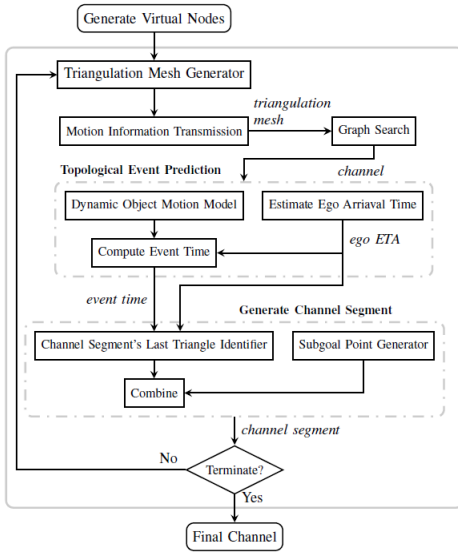 Generate Virtual Nodes
Triangulation Mesh Generator
triangulation
mesh
Motion Information Transmission
Graph Search
Topological Event Prediction
channel
Dynamic Object Motion Model
Estimate Ego Arriaval Time
Compute Event Time
ego ETA
event time
Generate Channel Segment
Channel Segment's Last Triangle Identifier
Subgoal Point Generator
Combine
channel segment
No
Terminate?
Yes
Final Channel